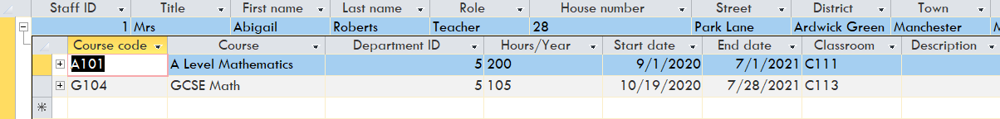 Staff ID Title First name Last name Role House number Street District Town
1 Mrs Abigail Roberts Teacher 28 Park Lane Ardwick Green Manchester
Course code Course Department ID Hours/Year Start date End date Classroom Description
A101 A Level Mathematics 5 200 9/1/2020 7/1/2021 C111
G104 GCSE Math 5 105 10/19/2020 7/28/2021 C113